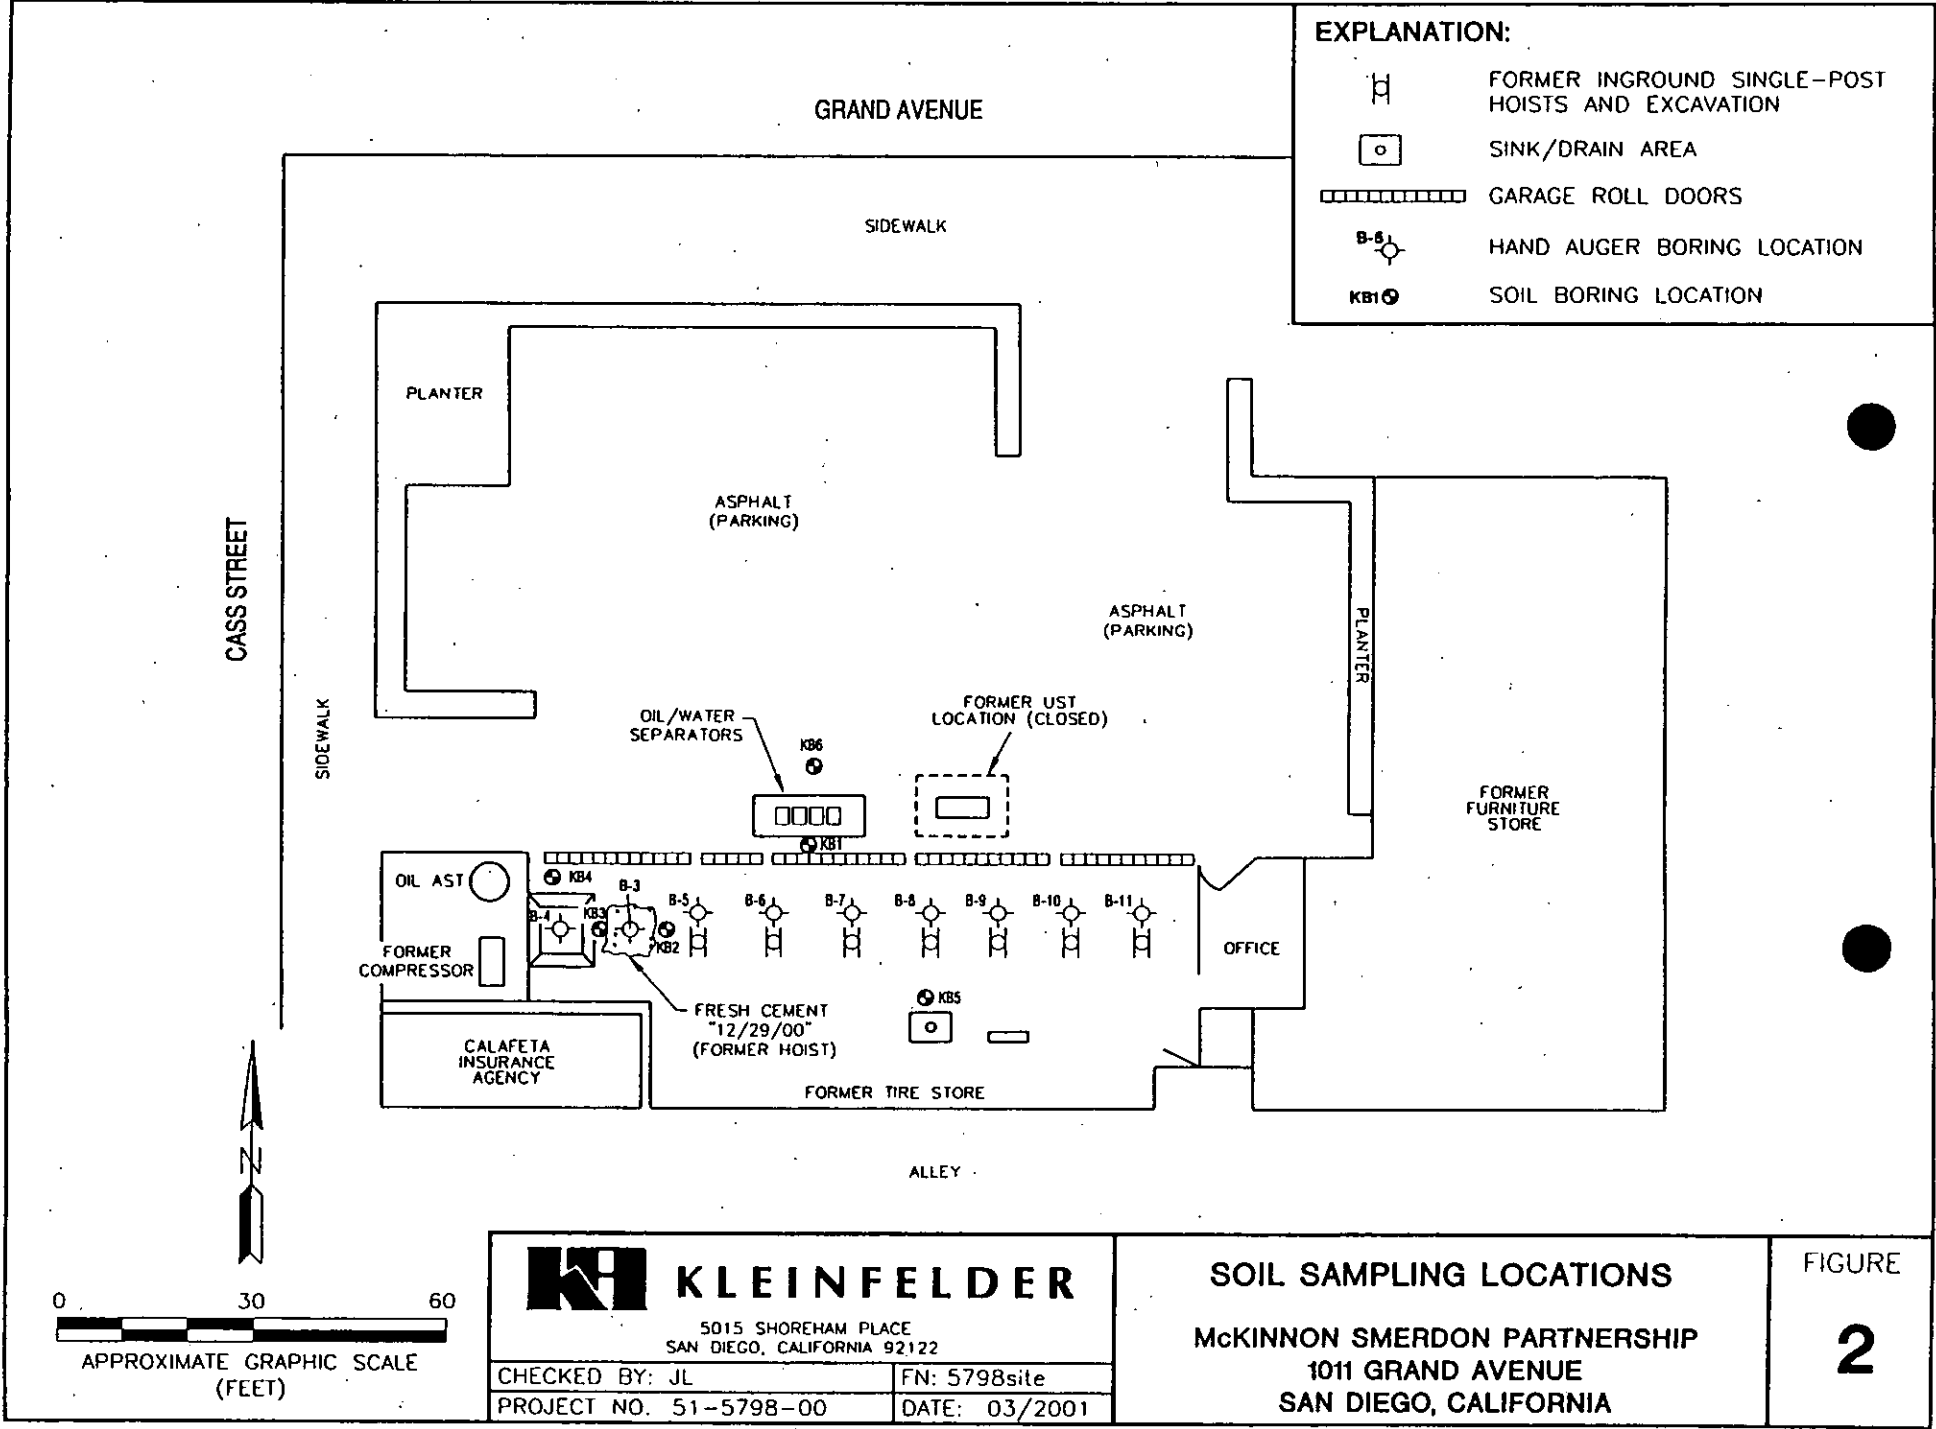 EXPLANATION:
FORMER INGROUND SINGLE-POST
HOISTS AND EXCAVATION
SINK/DRAIN AREA
GARAGE ROLL DOORS
B-6
HAND AUGER BORING LOCATION
KB1
SOIL BORING LOCATION
GRAND AVENUE
SIDEWALK
PLANTER
ASPHALT
(PARKING)
CASS STREET
SIDEWALK
ASPHALT
(PARKING)
PLANTER
OIL/WATER
SEPARATORS
KB6
FORMER UST
LOCATION (CLOSED)
FORMER
FURNITURE
STORE
KB1
OIL AST
KB4
B-3
B-4
KB3
KB2
B-5
B-6
B-7
B-8
B-9
B-10
B-11
OFFICE
FORMER
COMPRESSOR
KB5
FRESH CEMENT
"12/29/00"
(FORMER HOIST)
CALAFETA
INSURANCE
AGENCY
FORMER TIRE STORE
ALLEY
N
0 30 60
APPROXIMATE GRAPHIC SCALE
(FEET)
KLEINFELDER
5015 SHOREHAM PLACE
SAN DIEGO, CALIFORNIA 92122
CHECKED BY: JL
FN: 5798site
PROJECT NO. 51-5798-00
DATE: 03/2001
SOIL SAMPLING LOCATIONS
McKINNON SMERDON PARTNERSHIP
1011 GRAND AVENUE
SAN DIEGO, CALIFORNIA
FIGURE
2